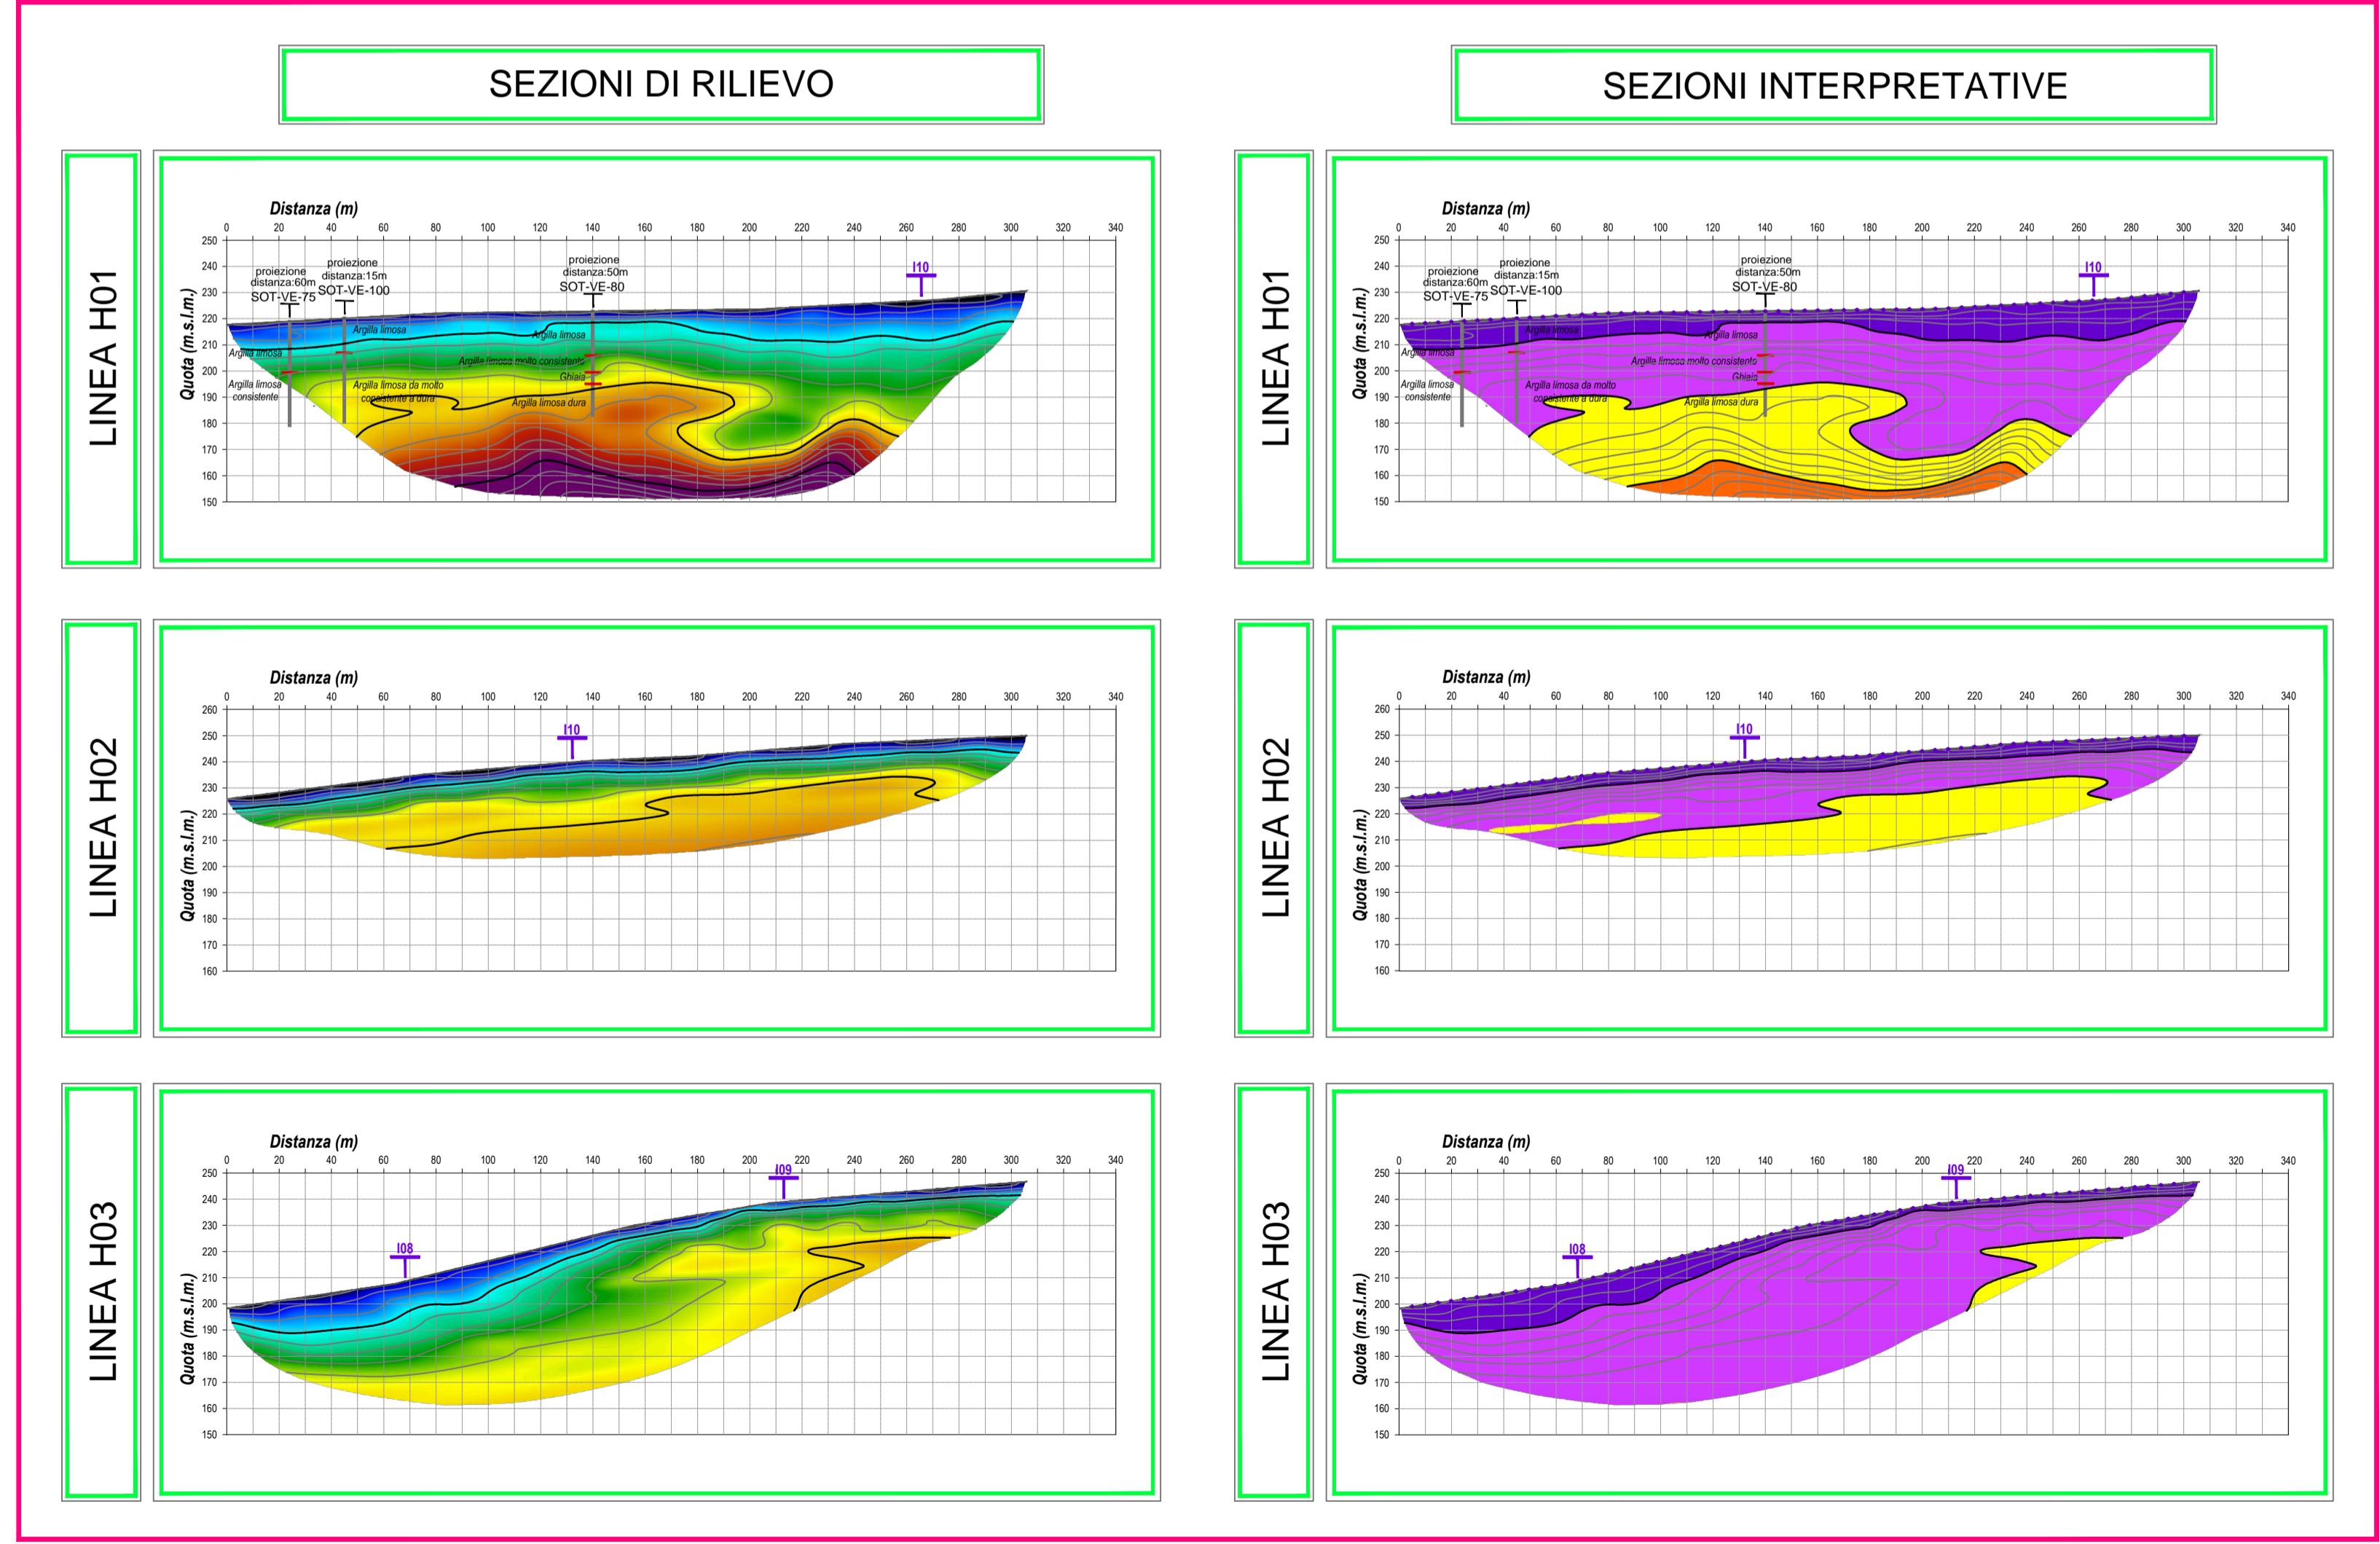 SEZIONI DI RILIEVO
SEZIONI INTERPRETATIVE
LINEA H01
Distanza (m)
0 20 40 60 80 100 120 140 160 180 200 220 240 260 280 300 320 340
Quota (m.s.l.m.)
250
240
230
220
210
200
190
180
170
160
150
proiezione
distanza:60m
SOT-VE-75
proiezione
distanza:15m
SOT-VE-100
proiezione
distanza:50m
SOT-VE-80
I10
Argilla limosa
Argilla limosa
Argilla limosa
consistente
Argilla limosa da molto
consistente a dura
Argilla limosa
Argilla limosa molto consistente
Ghiaia
Argilla limosa dura
LINEA H01
Distanza (m)
0 20 40 60 80 100 120 140 160 180 200 220 240 260 280 300 320 340
Quota (m.s.l.m.)
250
240
230
220
210
200
190
180
170
160
150
proiezione
distanza:60m
SOT-VE-75
proiezione
distanza:15m
SOT-VE-100
proiezione
distanza:50m
SOT-VE-80
I10
Argilla limosa
Argilla limosa
Argilla limosa
consistente
Argilla limosa da molto
consistente a dura
Argilla limosa
Argilla limosa molto consistente
Ghiaia
Argilla limosa dura
LINEA H02
Distanza (m)
0 20 40 60 80 100 120 140 160 180 200 220 240 260 280 300 320 340
Quota (m.s.l.m.)
260
250
240
230
220
210
200
190
180
170
160
I10
LINEA H02
Distanza (m)
0 20 40 60 80 100 120 140 160 180 200 220 240 260 280 300 320 340
Quota (m.s.l.m.)
260
250
240
230
220
210
200
190
180
170
160
I10
LINEA H03
Distanza (m)
0 20 40 60 80 100 120 140 160 180 200 220 240 260 280 300 320 340
Quota (m.s.l.m.)
250
240
230
220
210
200
190
180
170
160
150
I08
I09
LINEA H03
Distanza (m)
0 20 40 60 80 100 120 140 160 180 200 220 240 260 280 300 320 340
Quota (m.s.l.m.)
250
240
230
220
210
200
190
180
170
160
150
I08
I09